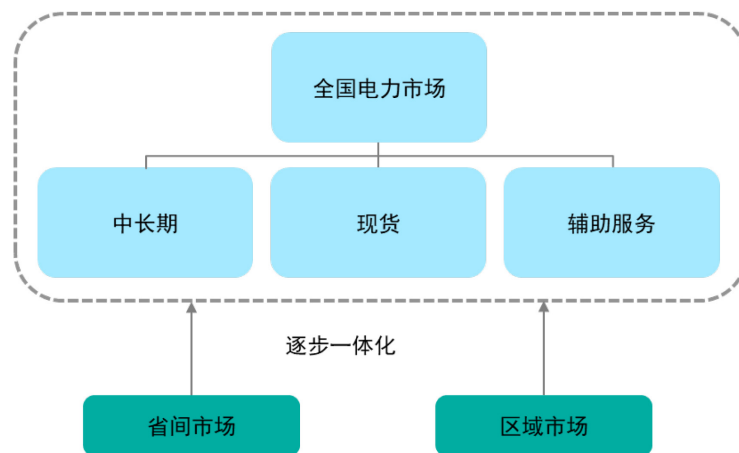 全国电力市场
中长期
现货
辅助服务
逐步一体化
省间市场
区域市场